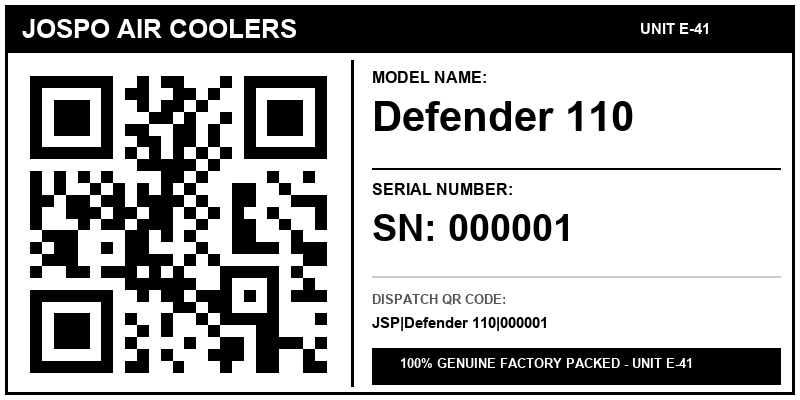 JOSPO AIR COOLERS
UNIT E-41
MODEL NAME:
Defender 110
SERIAL NUMBER:
SN: 000001
DISPATCH QR CODE:
JSP|Defender 110|000001
100% GENUINE FACTORY PACKED - UNIT E-41